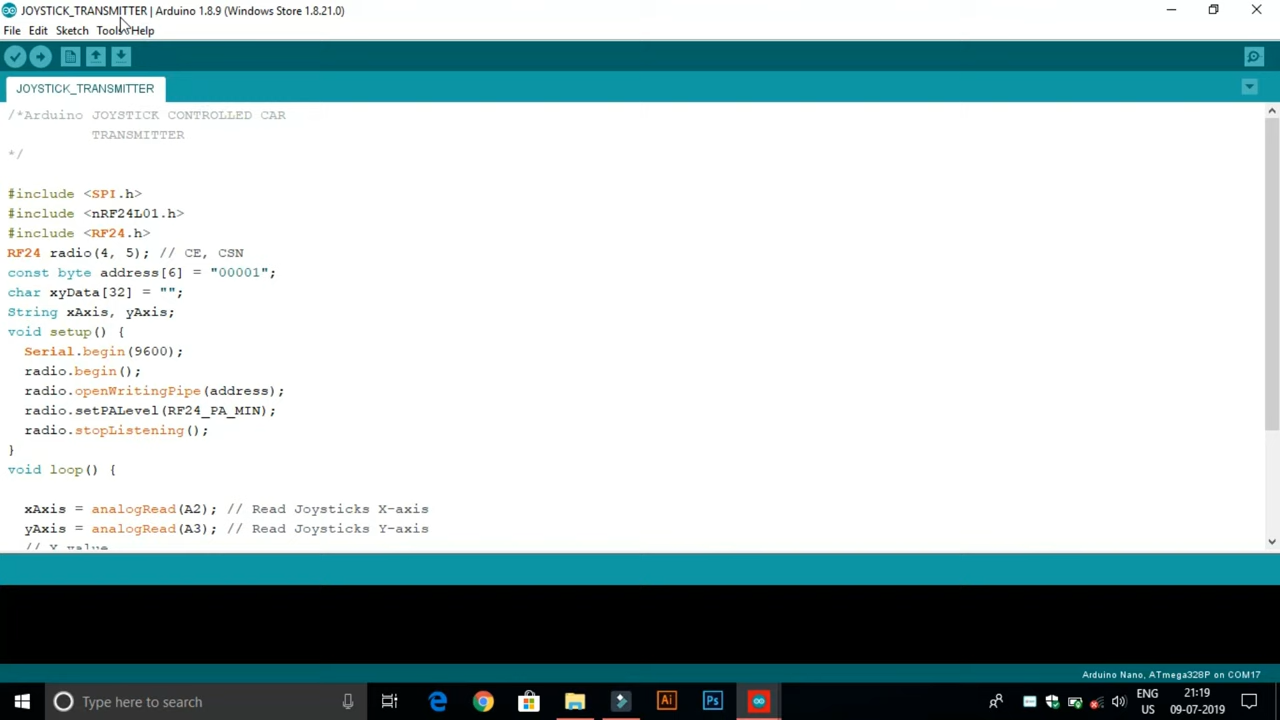 JOYSTICK_TRANSMITTER | Arduino 1.8.9 (Windows Store 1.8.21.0)
File Edit Sketch Tools Help
JOYSTICK_TRANSMITTER
/*Arduino JOYSTICK CONTROLLED CAR
TRANSMITTER
*/
#include <SPI.h>
#include <nRF24L01.h>
#include <RF24.h>
RF24 radio(4, 5); // CE, CSN
const byte address[6] = "00001";
char xyData[32] = "";
String xAxis, yAxis;
void setup() {
Serial.begin(9600);
radio.begin();
radio.openWritingPipe(address);
radio.setPALevel(RF24_PA_MIN);
radio.stopListening();
}
void loop() {
xAxis = analogRead(A2); // Read Joysticks X-axis
yAxis = analogRead(A3); // Read Joysticks Y-axis
// X value
Arduino Nano, ATmega328P on COM17
Type here to search
Ai
Ps
ENG
US
21:19
09-07-2019